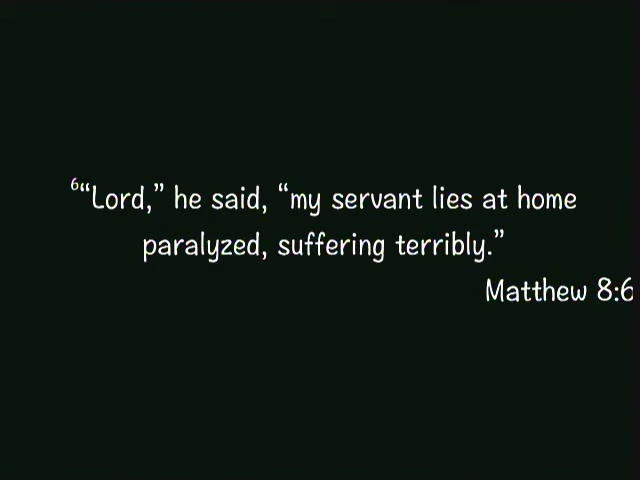 ⁶“Lord,” he said, “my servant lies at home
paralyzed, suffering terribly.”
Matthew 8:6